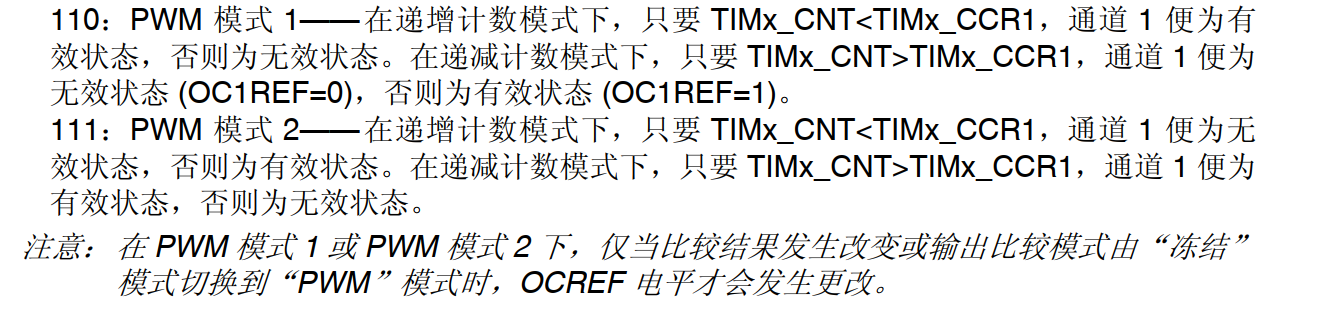 110：PWM 模式 1——在递增计数模式下，只要 TIMx_CNT<TIMx_CCR1，通道 1 便为有
效状态，否则为无效状态。在递减计数模式下，只要 TIMx_CNT>TIMx_CCR1，通道 1 便为
无效状态 (OC1REF=0)，否则为有效状态 (OC1REF=1)。
111：PWM 模式 2——在递增计数模式下，只要 TIMx_CNT<TIMx_CCR1，通道 1 便为无
效状态，否则为有效状态。在递减计数模式下，只要 TIMx_CNT>TIMx_CCR1，通道 1 便为
有效状态，否则为无效状态。
注意：在 PWM 模式 1 或 PWM 模式 2 下，仅当比较结果发生改变或输出比较模式由“冻结”
模式切换到“PWM”模式时，OCREF 电平才会发生更改。